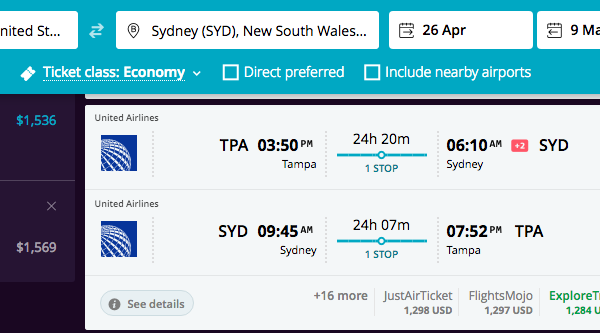 nited St...
B Sydney (SYD), New South Wales...
26 Apr
9 Ma
Ticket class: Economy
Direct preferred
Include nearby airports
$1,536
$1,569
United Airlines
TPA 03:50 PM
Tampa
24h 20m
1 STOP
06:10 AM +2 SYD
Sydney
United Airlines
SYD 09:45 AM
Sydney
24h 07m
1 STOP
07:52 PM TPA
Tampa
i See details
+16 more
JustAirTicket
1,298 USD
FlightsMojo
1,297 USD
ExploreTr
1,284 U